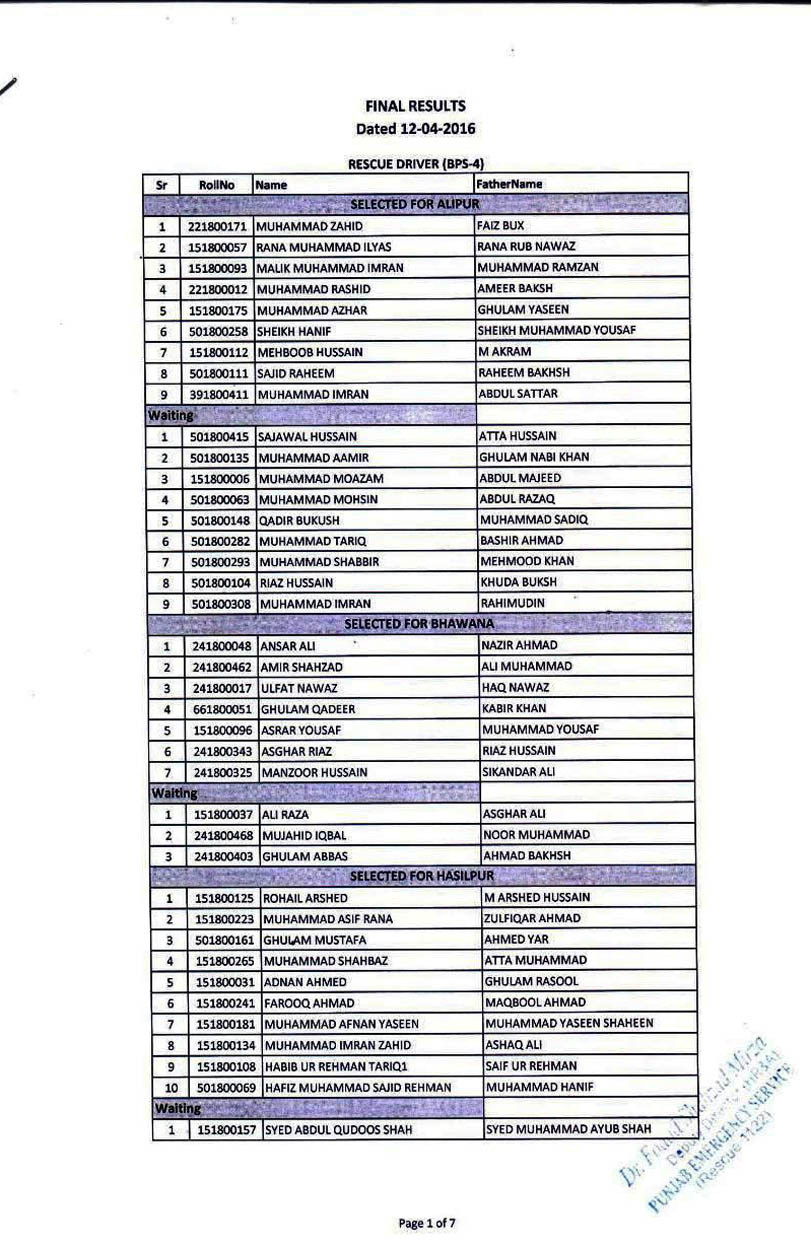 FINAL RESULTS
Dated 12-04-2016
RESCUE DRIVER (BPS-4)
Sr RollNo Name FatherName
SELECTED FOR ALIPUR
1 221800171 MUHAMMAD ZAHID FAIZ BUX
2 151800057 RANA MUHAMMAD ILYAS RANA RUB NAWAZ
3 151800093 MALIK MUHAMMAD IMRAN MUHAMMAD RAMZAN
4 221800012 MUHAMMAD RASHID AMEER BAKSH
5 151800175 MUHAMMAD AZHAR GHULAM YASEEN
6 501800258 SHEIKH HANIF SHEIKH MUHAMMAD YOUSAF
7 151800112 MEHBOOB HUSSAIN M AKRAM
8 501800111 SAJID RAHEEM RAHEEM BAKHSH
9 391800411 MUHAMMAD IMRAN ABDUL SATTAR
Waiting
1 501800415 SAJAWAL HUSSAIN ATTA HUSSAIN
2 501800135 MUHAMMAD AAMIR GHULAM NABI KHAN
3 151800006 MUHAMMAD MOAZAM ABDUL MAJEED
4 501800063 MUHAMMAD MOHSIN ABDUL RAZAQ
5 501800148 QADIR BUKUSH MUHAMMAD SADIQ
6 501800282 MUHAMMAD TARIQ BASHIR AHMAD
7 501800293 MUHAMMAD SHABBIR MEHMOOD KHAN
8 501800104 RIAZ HUSSAIN KHUDA BUKSH
9 501800308 MUHAMMAD IMRAN RAHIMUDIN
SELECTED FOR BHAWANA
1 241800048 ANSAR ALI NAZIR AHMAD
2 241800462 AMIR SHAHZAD ALI MUHAMMAD
3 241800017 ULFAT NAWAZ HAQ NAWAZ
4 661800051 GHULAM QADEER KABIR KHAN
5 151800096 ASRAR YOUSAF MUHAMMAD YOUSAF
6 241800343 ASGHAR RIAZ RIAZ HUSSAIN
7 241800325 MANZOOR HUSSAIN SIKANDAR ALI
Waiting
1 151800037 ALI RAZA ASGHAR ALI
2 241800468 MUJAHID IQBAL NOOR MUHAMMAD
3 241800403 GHULAM ABBAS AHMAD BAKHSH
SELECTED FOR HASILPUR
1 151800125 ROHAIL ARSHED M ARSHED HUSSAIN
2 151800223 MUHAMMAD ASIF RANA ZULFIQAR AHMAD
3 501800161 GHULAM MUSTAFA AHMED YAR
4 151800265 MUHAMMAD SHAHBAZ ATTA MUHAMMAD
5 151800031 ADNAN AHMED GHULAM RASOOL
6 151800241 FAROOQ AHMAD MAQBOOL AHMAD
7 151800181 MUHAMMAD AFNAN YASEEN MUHAMMAD YASEEN SHAHEEN
8 151800134 MUHAMMAD IMRAN ZAHID ASHAQ ALI
9 151800108 HABIB UR REHMAN TARIQ1 SAIF UR REHMAN
10 501800069 HAFIZ MUHAMMAD SAJID REHMAN MUHAMMAD HANIF
Waiting
1 151800157 SYED ABDUL QUDOOS SHAH SYED MUHAMMAD AYUB SHAH
Dr. Mirza
PUNJAB EMERGENCY SERVICE
(Rescue 1122)
Page 1 of 7